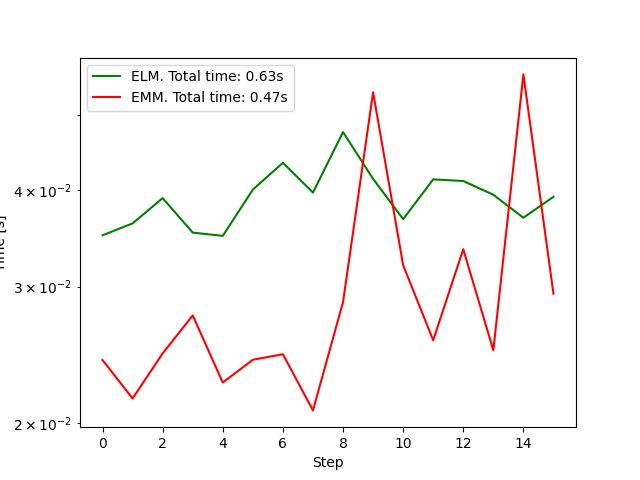 ELM. Total time: 0.63s
EMM. Total time: 0.47s
4 × 10⁻²
3 × 10⁻²
2 × 10⁻²
0 2 4 6 8 10 12 14
Step